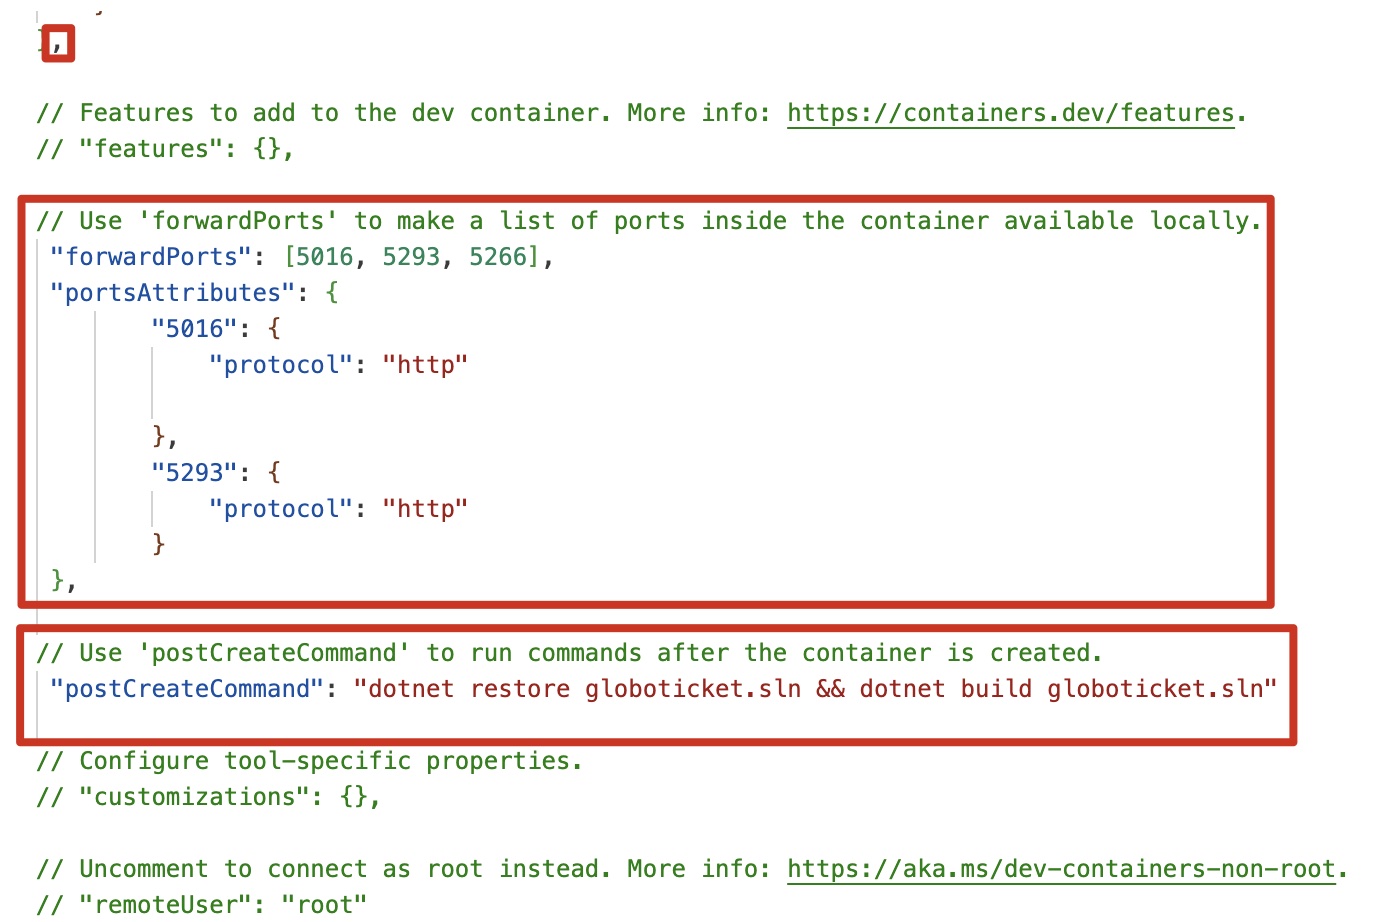 },
// Features to add to the dev container. More info: https://containers.dev/features.
// "features": {},
// Use 'forwardPorts' to make a list of ports inside the container available locally.
"forwardPorts": [5016, 5293, 5266],
"portsAttributes": {
"5016": {
"protocol": "http"
},
"5293": {
"protocol": "http"
}
},
// Use 'postCreateCommand' to run commands after the container is created.
"postCreateCommand": "dotnet restore globoticket.sln && dotnet build globoticket.sln"
// Configure tool-specific properties.
// "customizations": {},
// Uncomment to connect as root instead. More info: https://aka.ms/dev-containers-non-root.
// "remoteUser": "root"